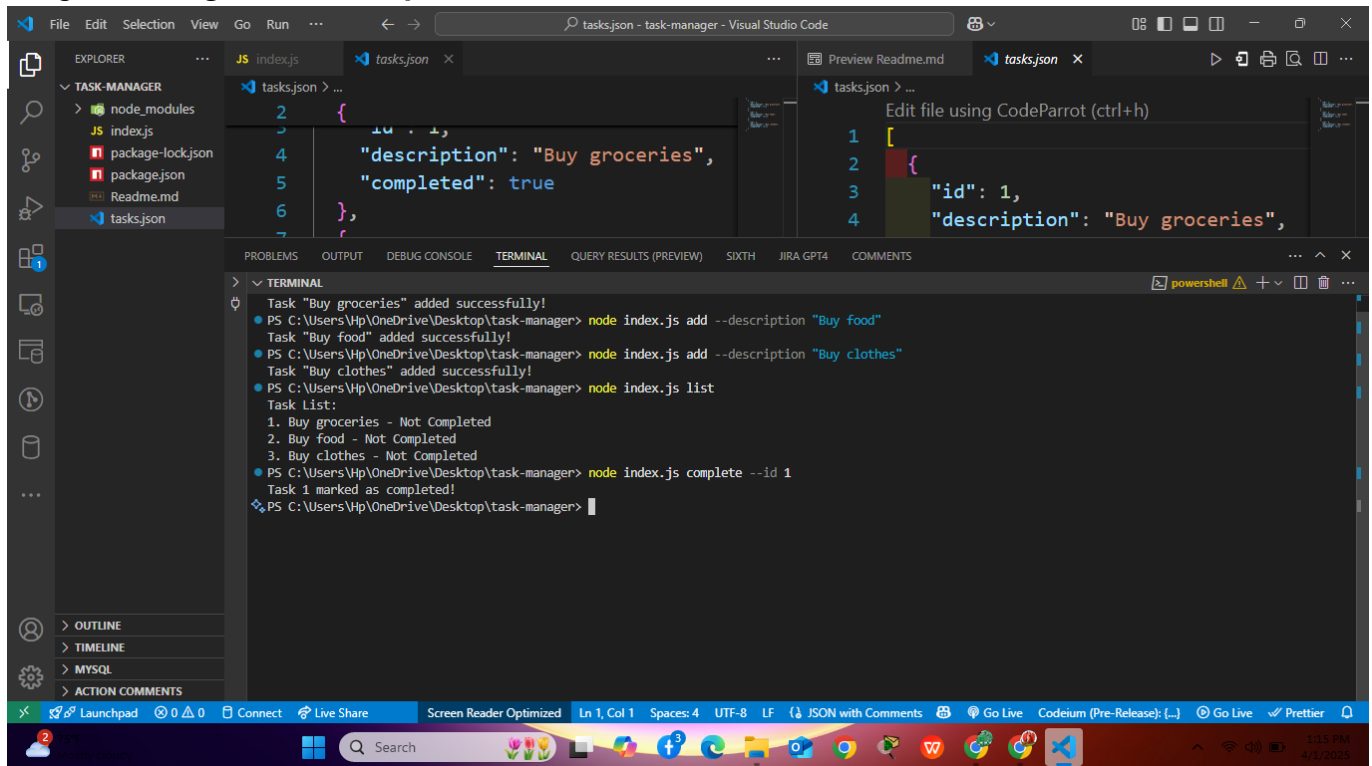 File Edit Selection View Go Run ... tasks.json - task-manager - Visual Studio Code
EXPLORER ...
TASK-MANAGER
node_modules
JS index.js
package-lock.json
package.json
Readme.md
tasks.json
OUTLINE
TIMELINE
MYSQL
ACTION COMMENTS
JS index.js tasks.json ...
tasks.json > ...
2 {
4 "description": "Buy groceries",
5 "completed": true
6 },
7 {
Preview Readme.md tasks.json ...
tasks.json > ...
Edit file using CodeParrot (ctrl+h)
1 [
2 {
3 "id": 1,
4 "description": "Buy groceries",
PROBLEMS OUTPUT DEBUG CONSOLE TERMINAL QUERY RESULTS (PREVIEW) SIXTH JIRA GPT4 COMMENTS ...
TERMINAL powershell ...
Task "Buy groceries" added successfully!
PS C:\Users\Hp\OneDrive\Desktop\task-manager> node index.js add --description "Buy food"
Task "Buy food" added successfully!
PS C:\Users\Hp\OneDrive\Desktop\task-manager> node index.js add --description "Buy clothes"
Task "Buy clothes" added successfully!
PS C:\Users\Hp\OneDrive\Desktop\task-manager> node index.js list
Task List:
1. Buy groceries - Not Completed
2. Buy food - Not Completed
3. Buy clothes - Not Completed
PS C:\Users\Hp\OneDrive\Desktop\task-manager> node index.js complete --id 1
Task 1 marked as completed!
PS C:\Users\Hp\OneDrive\Desktop\task-manager>
Launchpad 0 0 Connect Live Share Screen Reader Optimized Ln 1, Col 1 Spaces: 4 UTF-8 LF JSON with Comments Go Live Codeium (Pre-Release): {...} Go Live Prettier
2 Search 3 1:15 PM
4/1/2025